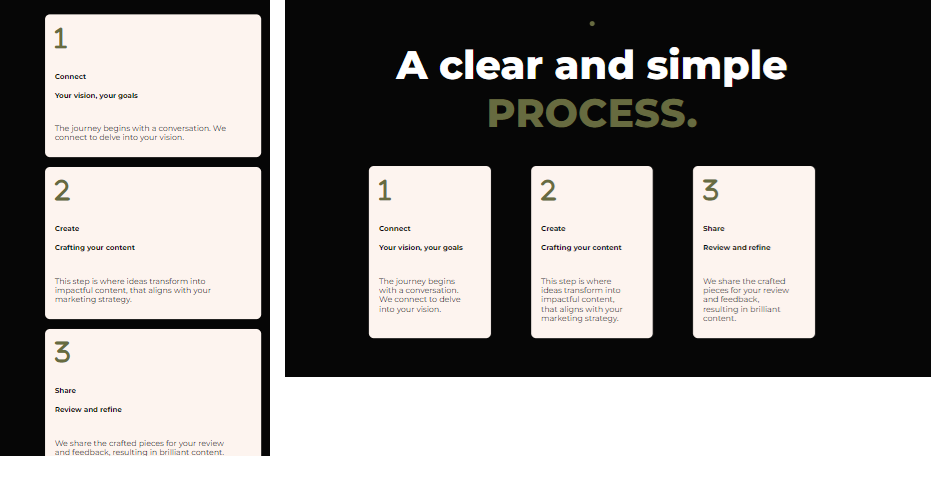 1
Connect
Your vision, your goals
The journey begins with a conversation. We
connect to delve into your vision.
2
Create
Crafting your content
This step is where ideas transform into
impactful content, that aligns with your
marketing strategy.
3
Share
Review and refine
We share the crafted pieces for your review
and feedback, resulting in brilliant content.
A clear and simple
PROCESS.
1
Connect
Your vision, your goals
The journey begins
with a conversation.
We connect to delve
into your vision.
2
Create
Crafting your content
This step is where
ideas transform into
impactful content,
that aligns with your
marketing strategy.
3
Share
Review and refine
We share the crafted
pieces for your review
and feedback,
resulting in brilliant
content.